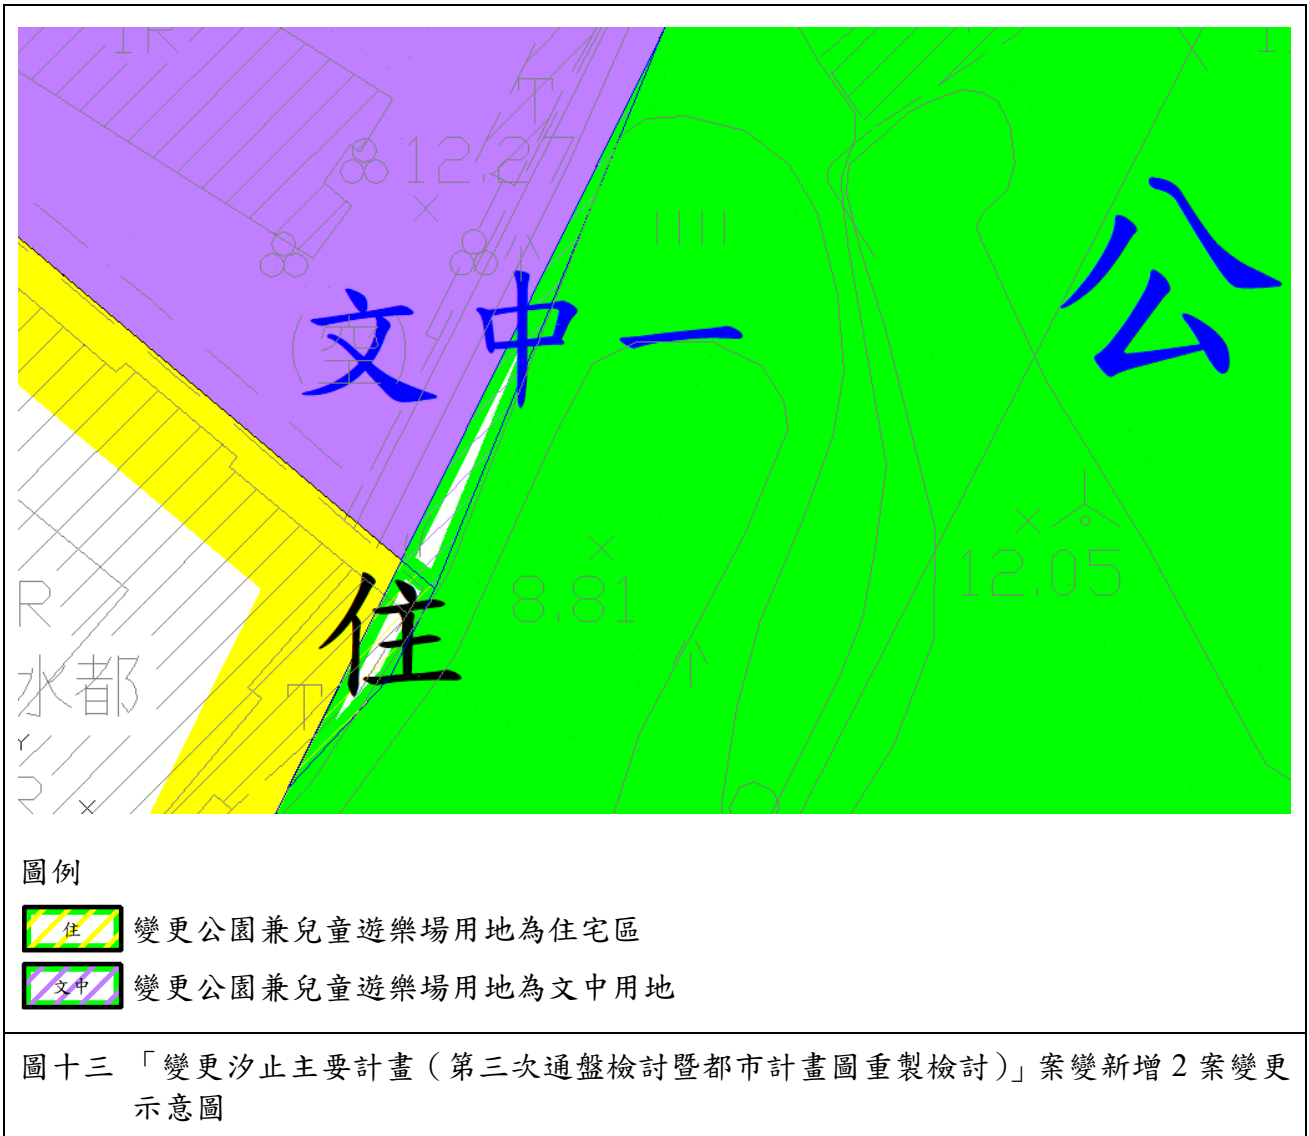 1R
T
12.27
公
文中一
(空)
8.81
12.05
住
R
水都
T
Y
R
圖例
住 變更公園兼兒童遊樂場用地為住宅區
文中 變更公園兼兒童遊樂場用地為文中用地
圖十三 「變更汐止主要計畫（第三次通盤檢討暨都市計畫圖重製檢討）」案變新增 2 案變更
示意圖